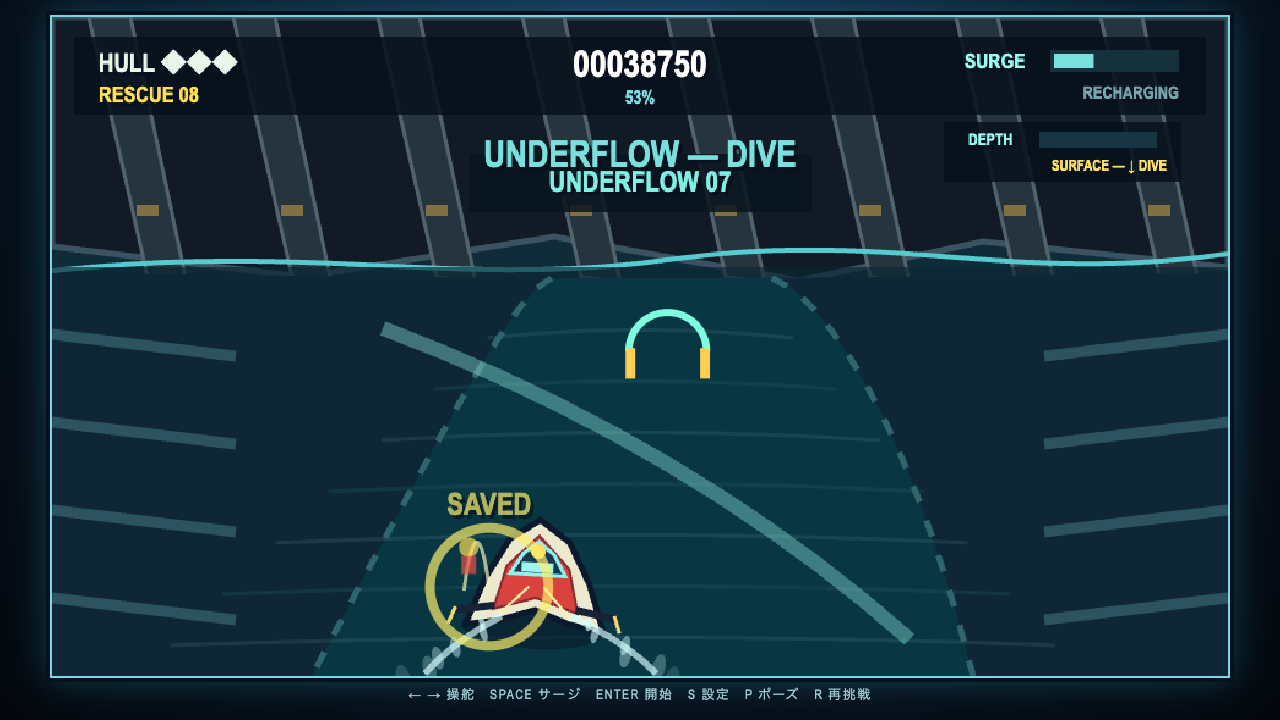 HULL
RESCUE 08
00038750
53%
SURGE
RECHARGING
DEPTH
SURFACE — ↓ DIVE
UNDERFLOW — DIVE
UNDERFLOW 07
SAVED
← → 操舵 SPACE サージ ENTER 開始 S 設定 P ポーズ R 再挑戦